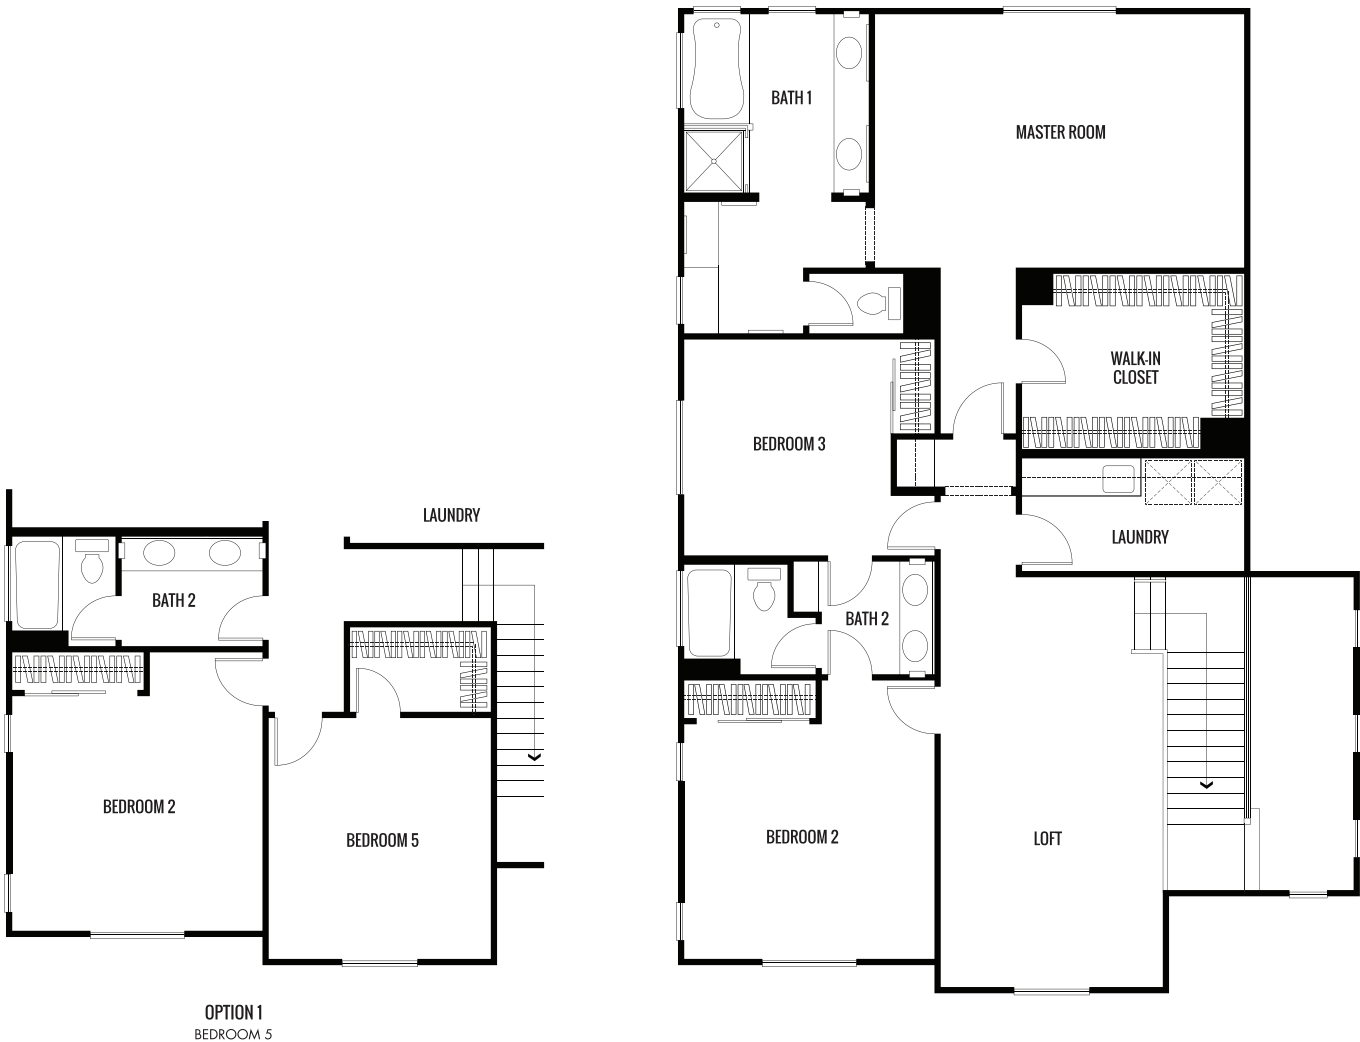 BATH 1
MASTER ROOM
WALK-IN
CLOSET
BEDROOM 3
LAUNDRY
BATH 2
BEDROOM 2
LOFT
LAUNDRY
BATH 2
BEDROOM 2
BEDROOM 5
OPTION 1
BEDROOM 5